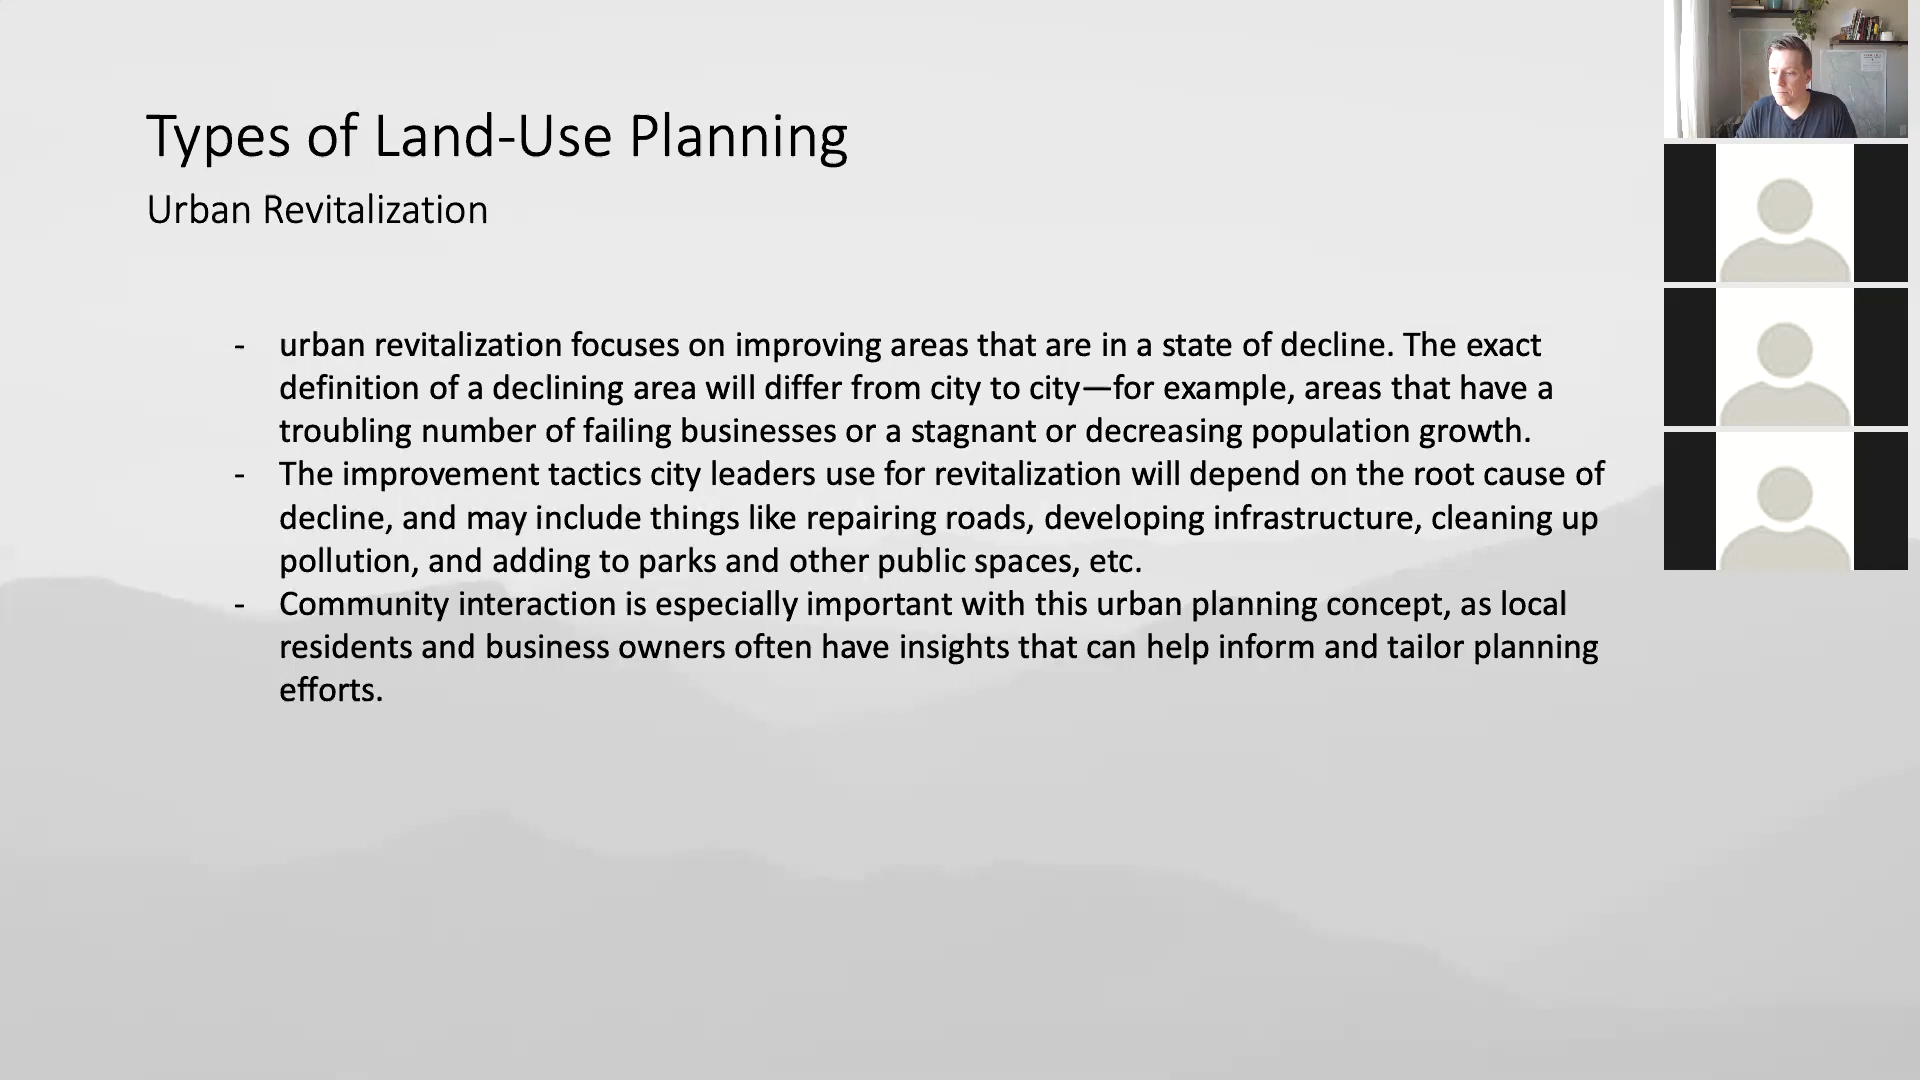 Types of Land-Use Planning
Urban Revitalization
- urban revitalization focuses on improving areas that are in a state of decline. The exact
definition of a declining area will differ from city to city—for example, areas that have a
troubling number of failing businesses or a stagnant or decreasing population growth.
- The improvement tactics city leaders use for revitalization will depend on the root cause of
decline, and may include things like repairing roads, developing infrastructure, cleaning up
pollution, and adding to parks and other public spaces, etc.
- Community interaction is especially important with this urban planning concept, as local
residents and business owners often have insights that can help inform and tailor planning
efforts.